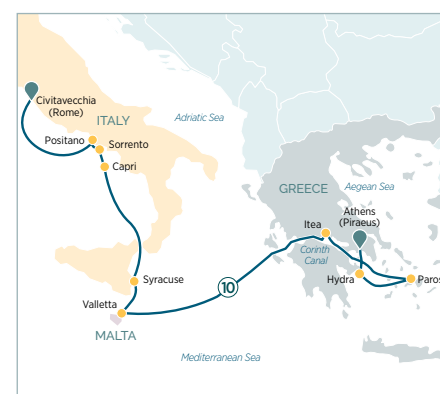 Civitavecchia
(Rome)
ITALY
Adriatic Sea
Positano
Sorrento
Capri
GREECE
Aegean Sea
Athens
(Piraeus)
Itea
Corinth
Canal
Syracuse
Hydra
Paros
10
Valletta
MALTA
Mediterranean Sea